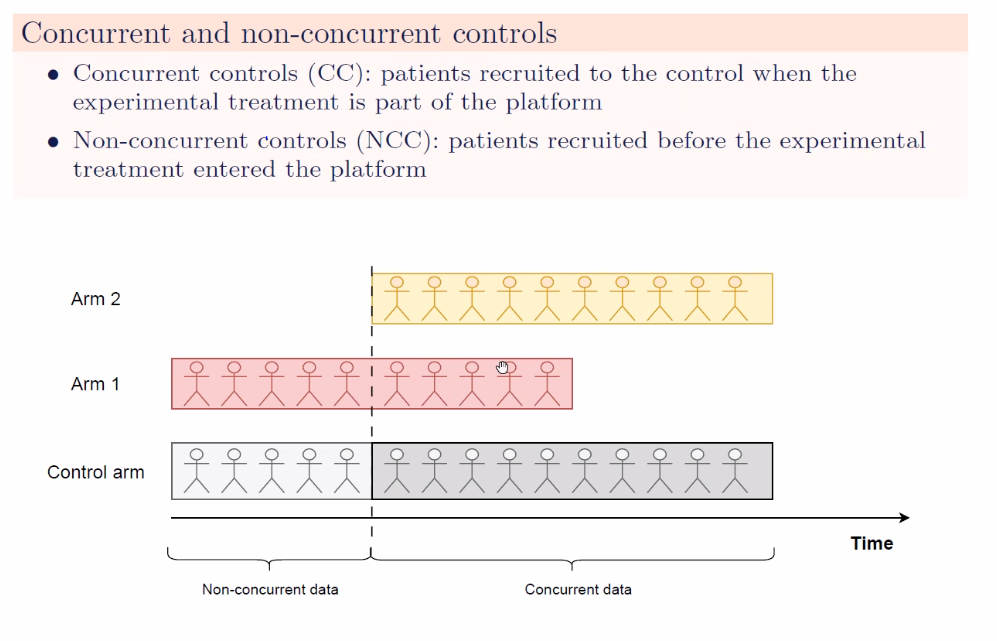 Concurrent and non-concurrent controls
• Concurrent controls (CC): patients recruited to the control when the
experimental treatment is part of the platform
• Non-concurrent controls (NCC): patients recruited before the experimental
treatment entered the platform
Arm 2
Arm 1
Control arm
Time
Non-concurrent data
Concurrent data